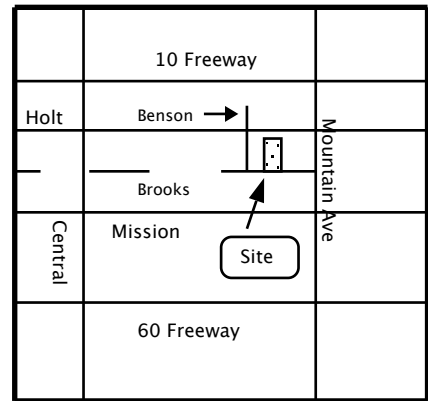 10 Freeway
Holt
Benson
Mountain Ave
Brooks
Central
Mission
Site
60 Freeway